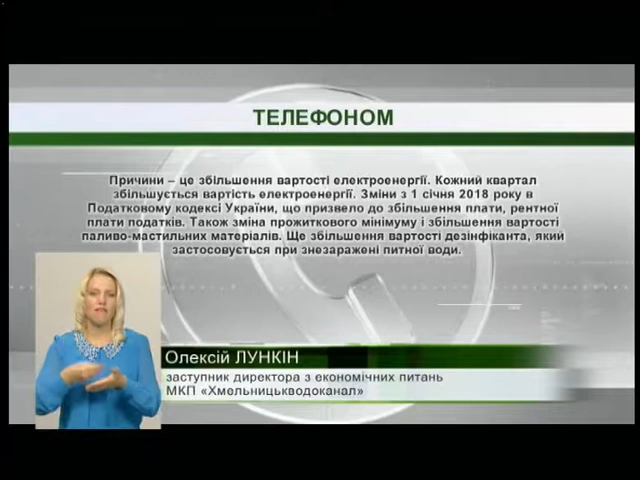 ТЕЛЕФОНОМ
Причини – це збільшення вартості електроенергії. Кожний квартал
збільшується вартість електроенергії. Зміни з 1 січня 2018 року в
Податковому кодексі України, що призвело до збільшення плати, рентної
плати податків. Також зміна прожиткового мінімуму і збільшення вартості
паливо-мастильних матеріалів. Ще збільшення вартості дезінфіканта, який
застосовується при знезаражені питної води.
Олексій ЛУНКІН
заступник директора з економічних питань
МКП «Хмельницькводоканал»